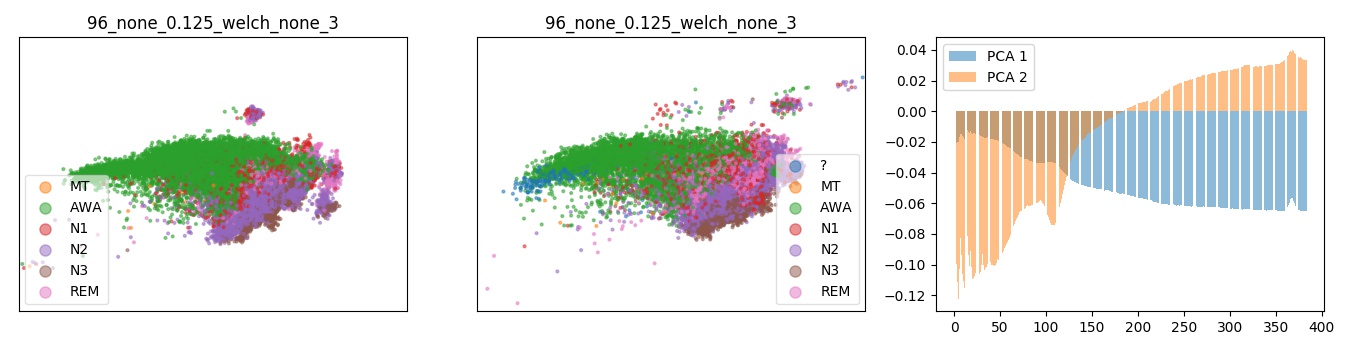 96_none_0.125_welch_none_3
MT
AWA
N1
N2
N3
REM
96_none_0.125_welch_none_3
?
MT
AWA
N1
N2
N3
REM
PCA 1
PCA 2
0.04
0.02
0.00
−0.02
−0.04
−0.06
−0.08
−0.10
−0.12
0 50 100 150 200 250 300 350 400